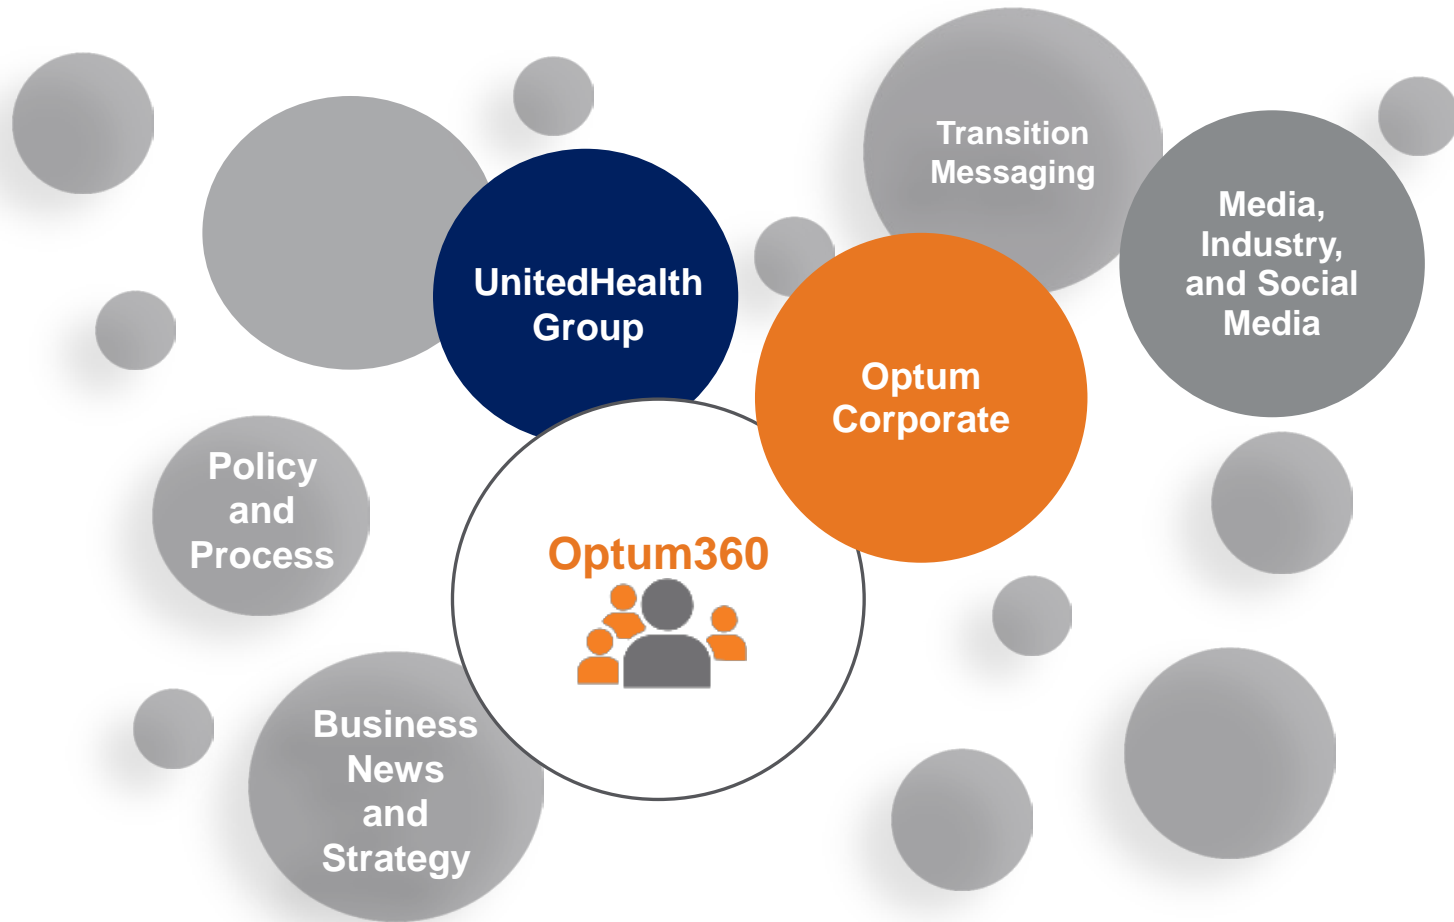 Transition
Messaging
Media,
Industry,
and Social
Media
UnitedHealth
Group
Optum
Corporate
Policy
and
Process
Optum360
Business
News
and
Strategy